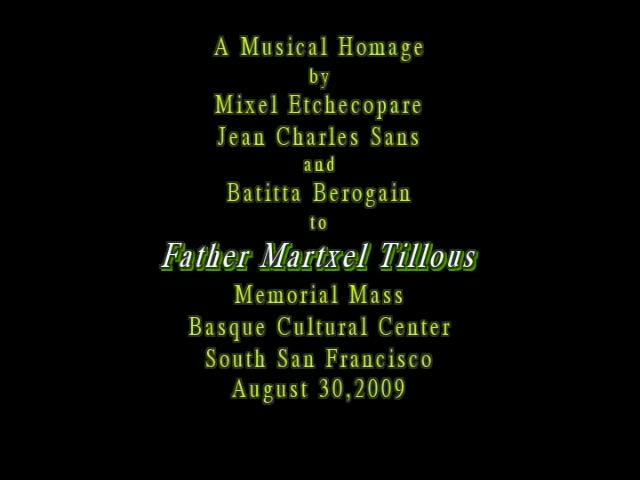 A Musical Homage
by
Mixel Etchecopare
Jean Charles Sans
and
Batitta Berogain
to
Father Martxel Tillous
Memorial Mass
Basque Cultural Center
South San Francisco
August 30,2009